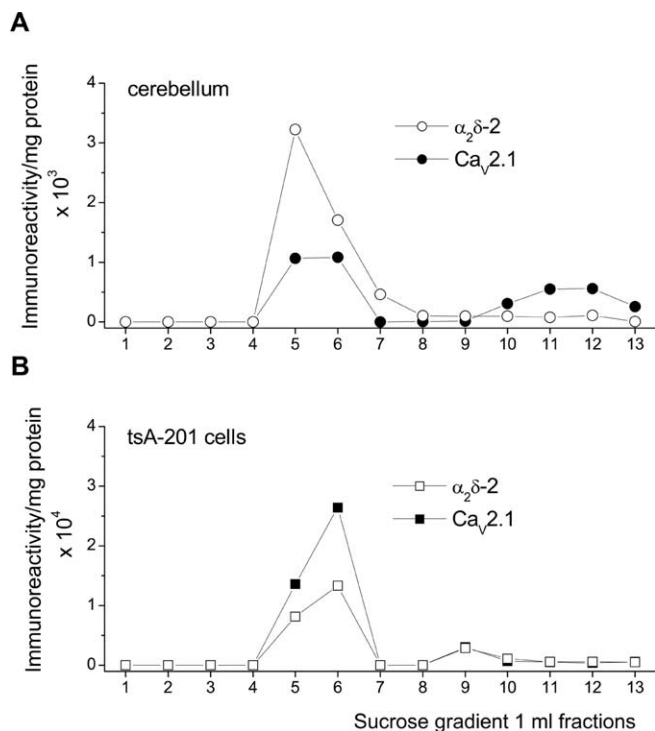 A
Immunoreactivity/mg protein
x 10³
4
3
2
1
0
cerebellum
α₂δ-2
Caᵥ2.1
1 2 3 4 5 6 7 8 9 10 11 12 13
B
Immunoreactivity/mg protein
x 10⁴
4
3
2
1
0
tsA-201 cells
α₂δ-2
Caᵥ2.1
1 2 3 4 5 6 7 8 9 10 11 12 13
Sucrose gradient 1 ml fractions